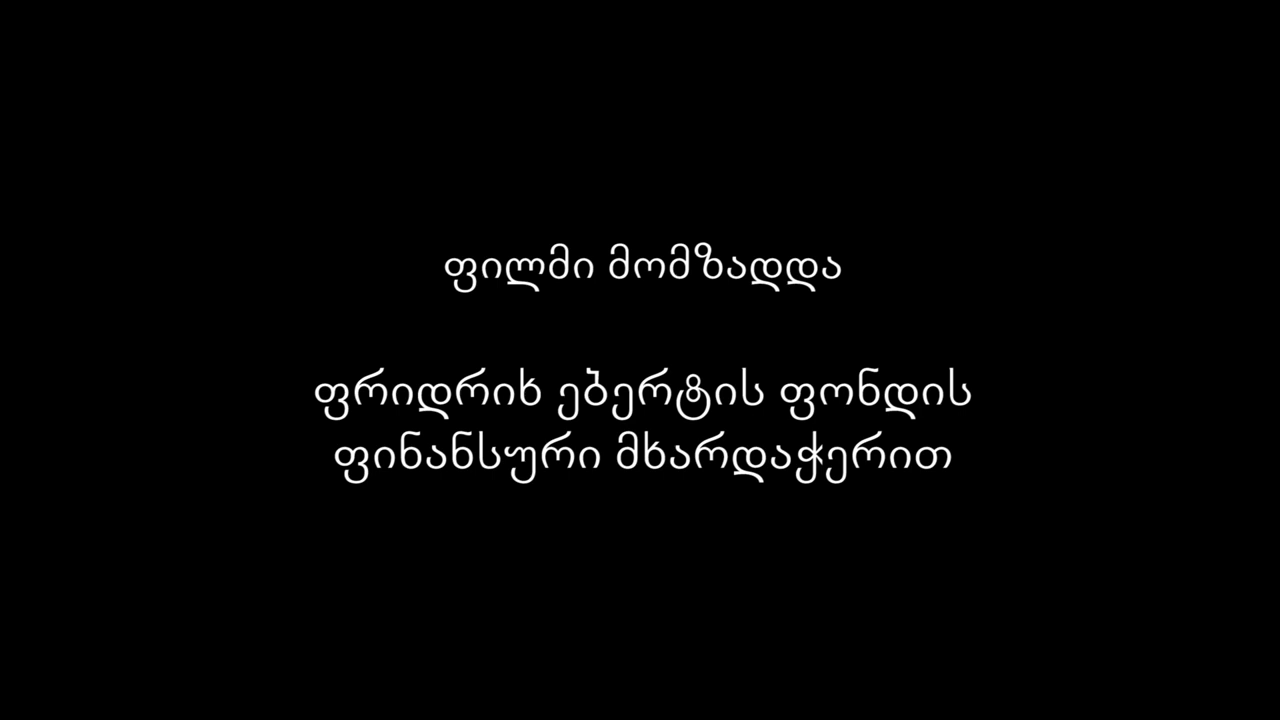 ფილმი მომზადდა
ფრიდრიხ ებერტის ფონდის
ფინანსური მხარდაჭერით